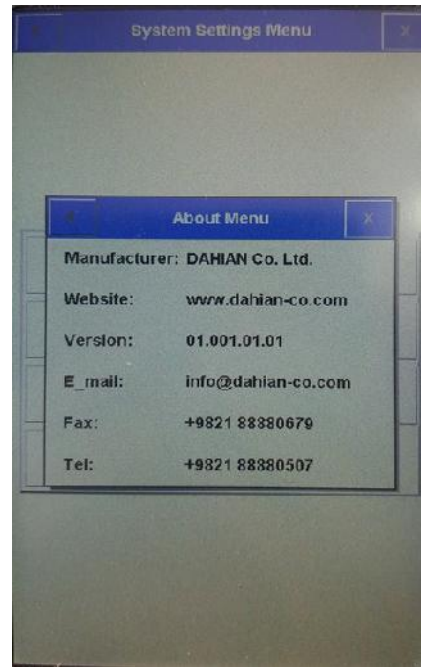 System Settings Menu
X
About Menu
X
Manufacturer: DAHIAN Co. Ltd.
Website: www.dahian-co.com
Version: 01.001.01.01
E_mail: info@dahian-co.com
Fax: +9821 88880679
Tel: +9821 88880507